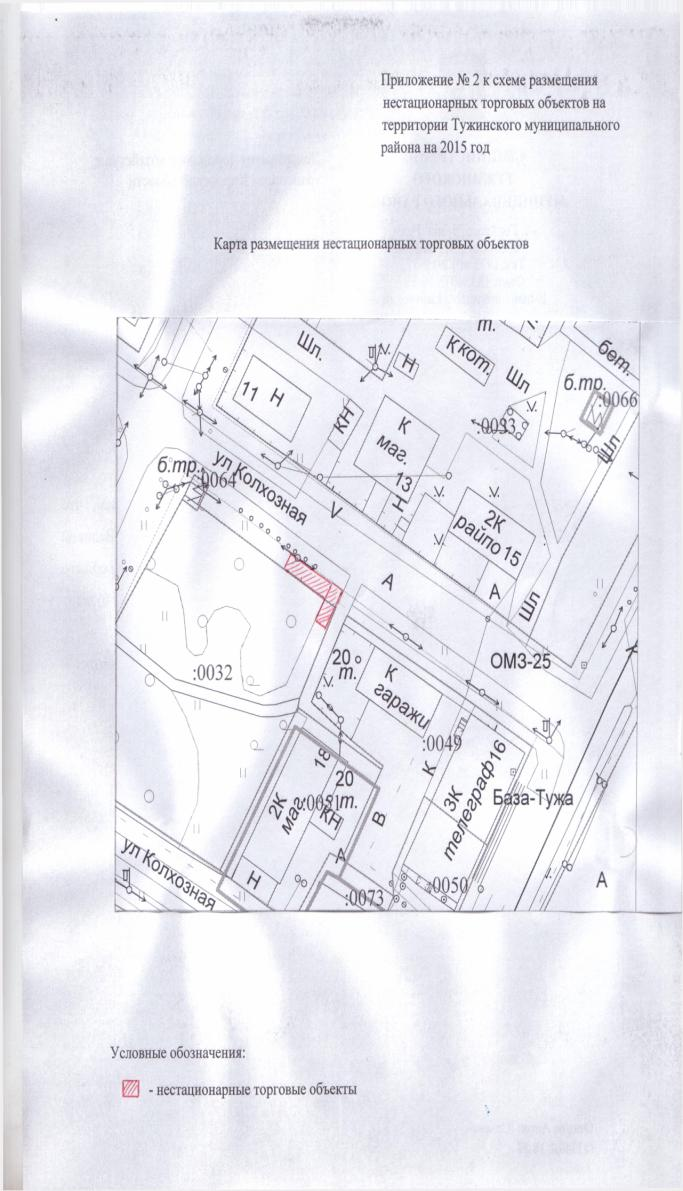 Приложение № 2 к схеме размещения
нестационарных торговых объектов на
территории Тужинского муниципального
района на 2015 год
Карта размещения нестационарных торговых объектов
Шл.
т.
бет.
К кот.
Н
Шл
б.тр.
:0066
11 Н
КН
К
маг.
13
:0033
Шл
б.тр.
:0064
ул Колхозная
V
Н
2К
райпо 15
А
А
Шл
ОМЗ-25
:0032
20
т.
К
гаражи
:0049
К
3К
телеграф 16
База-Тужа
18
20
т.
2К
маг.
:0051
КН
В
А
Н
:0073
:0050
А
ул Колхозная
Условные обозначения:
- нестационарные торговые объекты